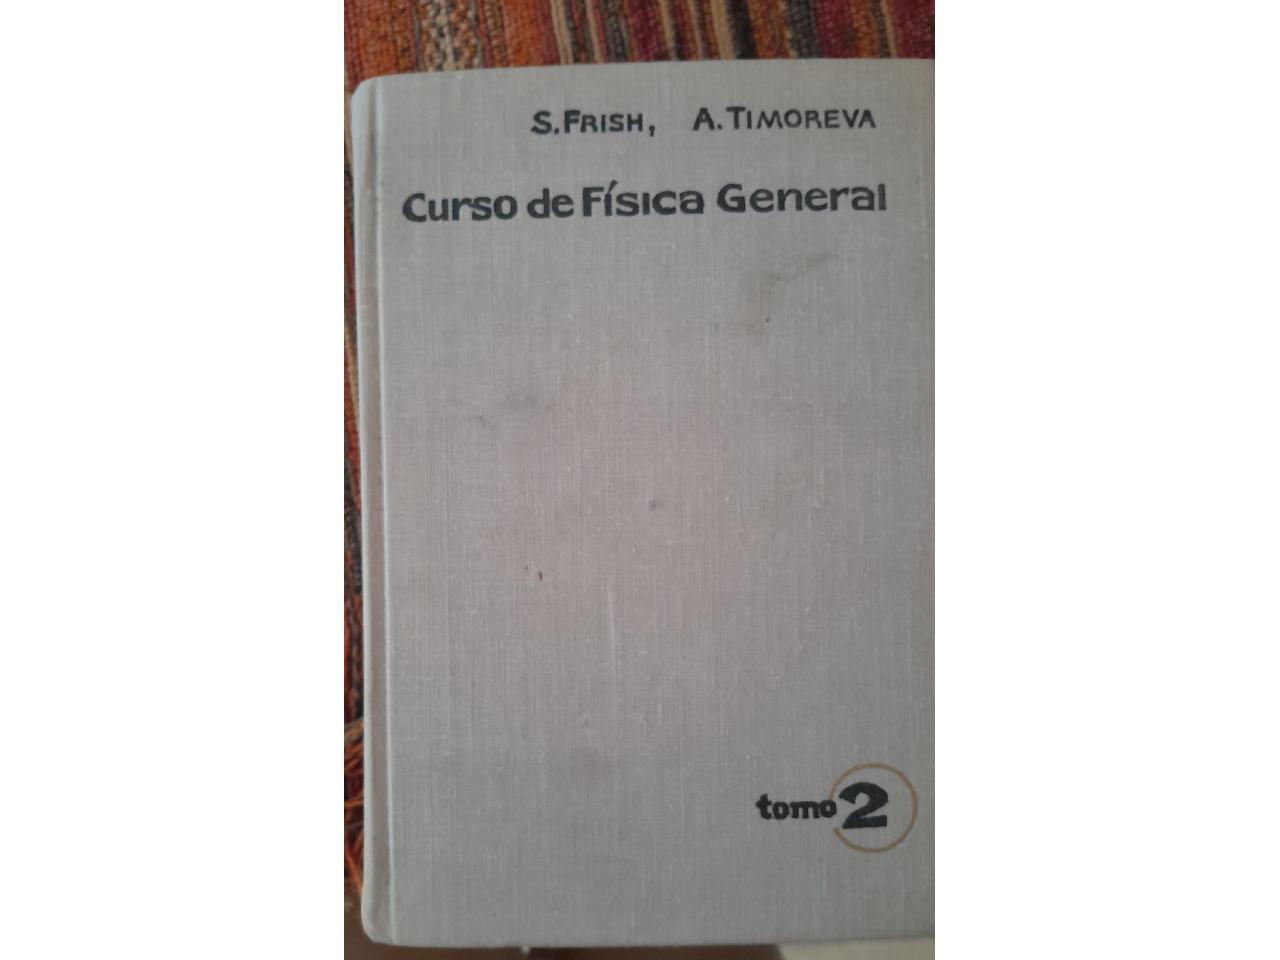 S. FRISH, A. TIMOREVA
Curso de Física General
tomo 2